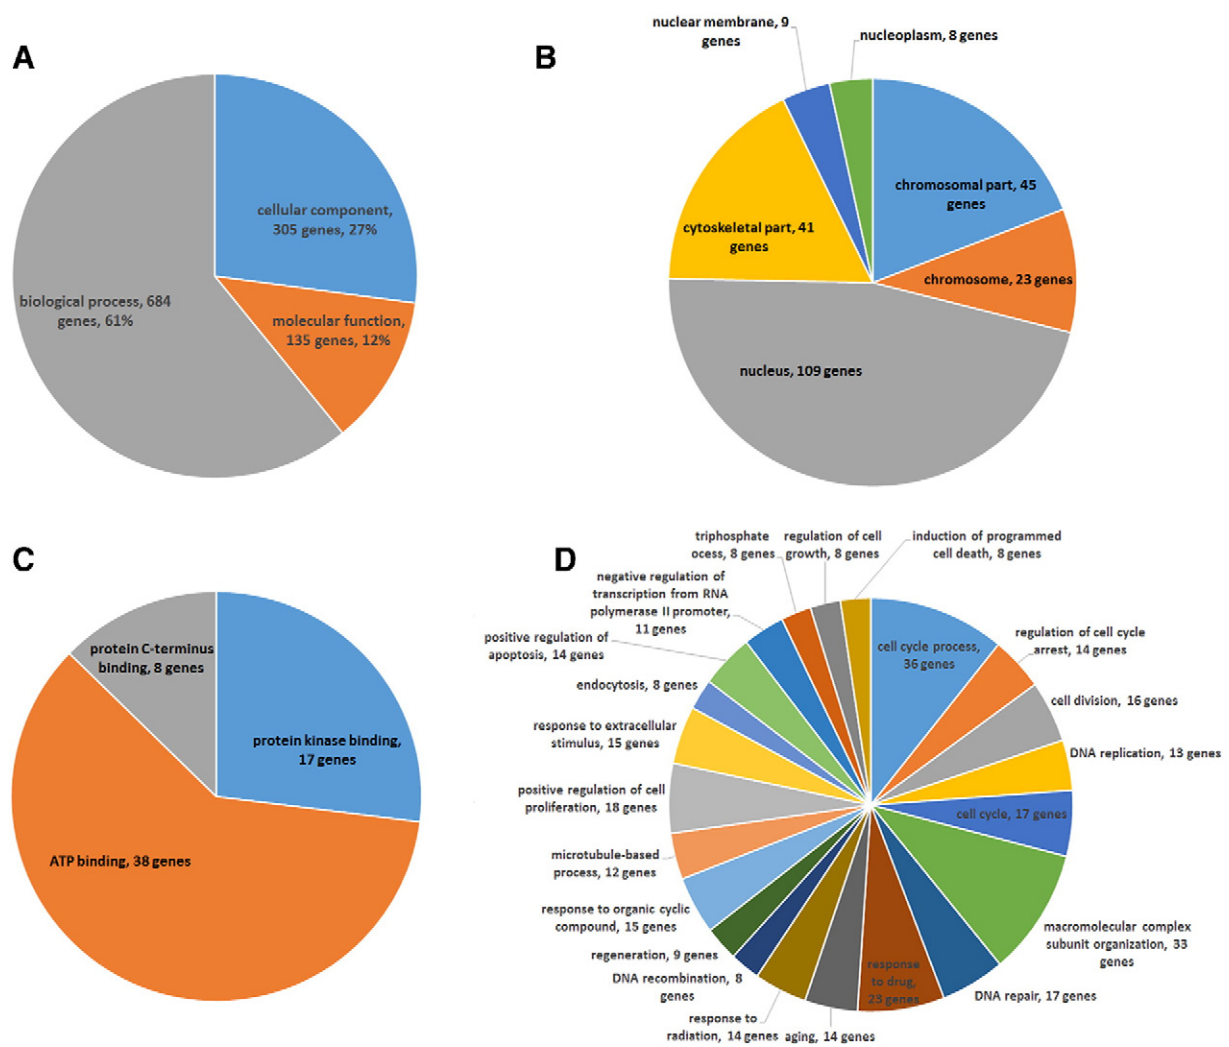 A
cellular component,
305 genes, 27%
molecular function,
135 genes, 12%
biological process, 684
genes, 61%
B
nuclear membrane, 9
genes
nucleoplasm, 8 genes
chromosomal part, 45
genes
chromosome, 23 genes
nucleus, 109 genes
cytoskeletal part, 41
genes
C
protein C-terminus
binding, 8 genes
protein kinase binding,
17 genes
ATP binding, 38 genes
D
triphosphate
ocess, 8 genes
regulation of cell
growth, 8 genes
induction of programmed
cell death, 8 genes
cell cycle process,
36 genes
regulation of cell cycle
arrest, 14 genes
cell division, 16 genes
DNA replication, 13 genes
cell cycle, 17 genes
macromolecular complex
subunit organization, 33
genes
DNA repair, 17 genes
response
to drug,
23 genes
aging, 14 genes
response to
radiation, 14 genes
DNA recombination, 8
genes
regeneration, 9 genes
response to organic cyclic
compound, 15 genes
microtubule-based
process, 12 genes
positive regulation of cell
proliferation, 18 genes
response to extracellular
stimulus, 15 genes
endocytosis, 8 genes
positive regulation of
apoptosis, 14 genes
negative regulation of
transcription from RNA
polymerase II promoter,
11 genes